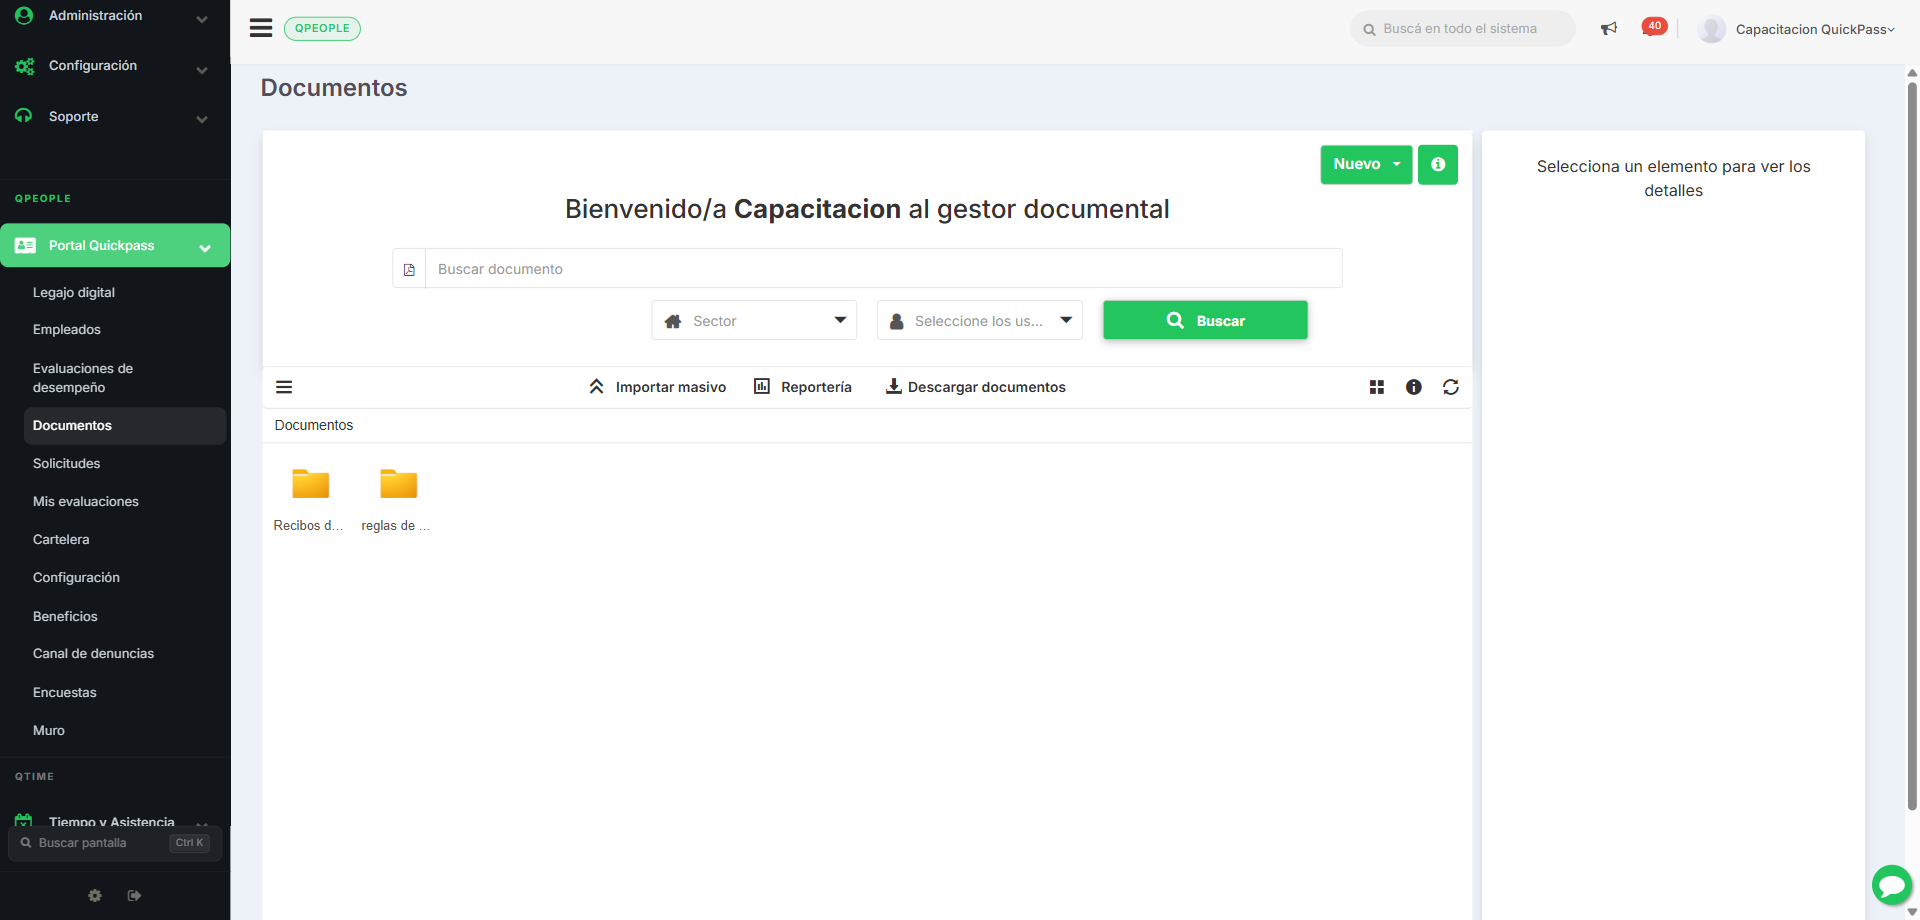 Administración
Configuración
Soporte
QPEOPLE
Portal Quickpass
Legajo digital
Empleados
Evaluaciones de
desempeño
Documentos
Solicitudes
Mis evaluaciones
Cartelera
Configuración
Beneficios
Canal de denuncias
Encuestas
Muro
QTIME
Tiempo y Asistencia
Buscar pantalla
Ctrl K
QPEOPLE
Buscá en todo el sistema
40
Capacitacion QuickPass
Documentos
Nuevo
Bienvenido/a Capacitacion al gestor documental
Buscar documento
Sector
Seleccione los us...
Buscar
Importar masivo
Reportería
Descargar documentos
Documentos
Recibos d...
reglas de ...
Selecciona un elemento para ver los
detalles